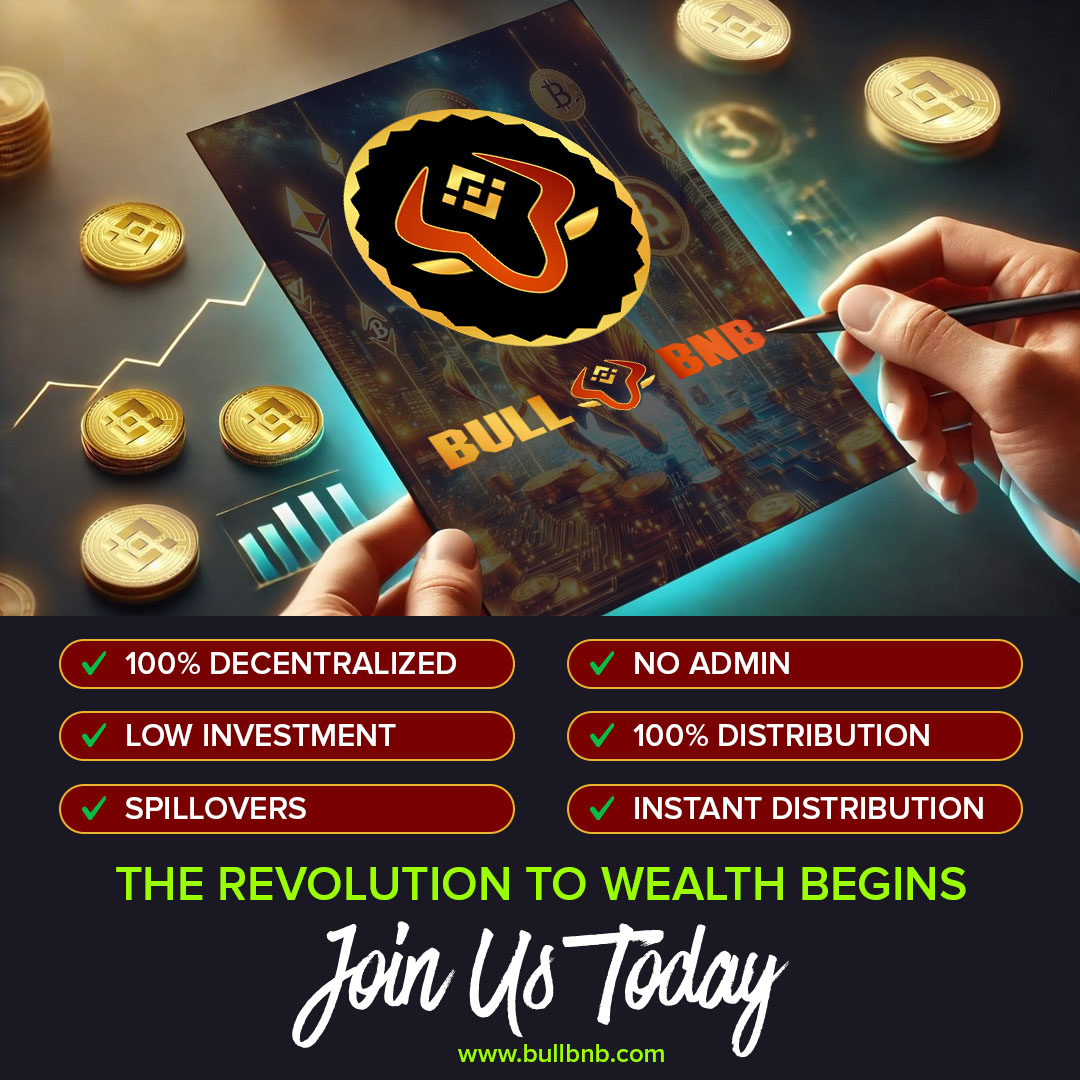 BULL BNB
100% DECENTRALIZED
NO ADMIN
LOW INVESTMENT
100% DISTRIBUTION
SPILLOVERS
INSTANT DISTRIBUTION
THE REVOLUTION TO WEALTH BEGINS
Join Us Today
www.bullbnb.com